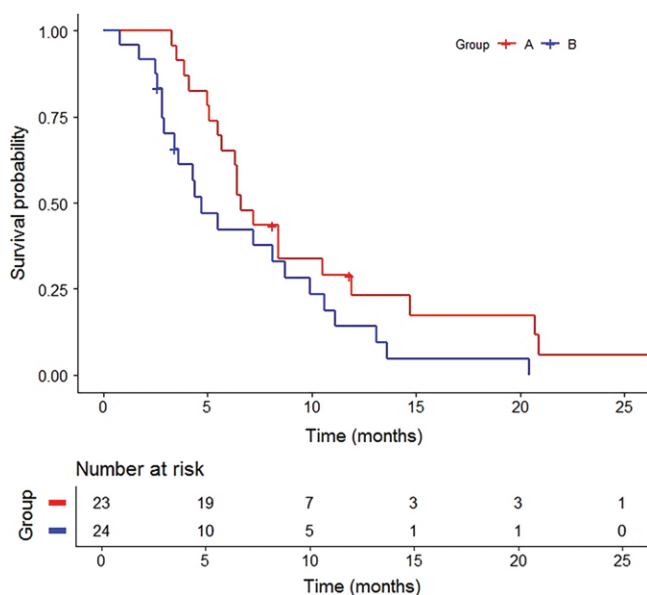 Group A B
1.00
0.75
0.50
0.25
0.00
Survival probability
0 5 10 15 20 25
Time (months)
Number at risk
Group
23 19 7 3 3 1
24 10 5 1 1 0
0 5 10 15 20 25
Time (months)